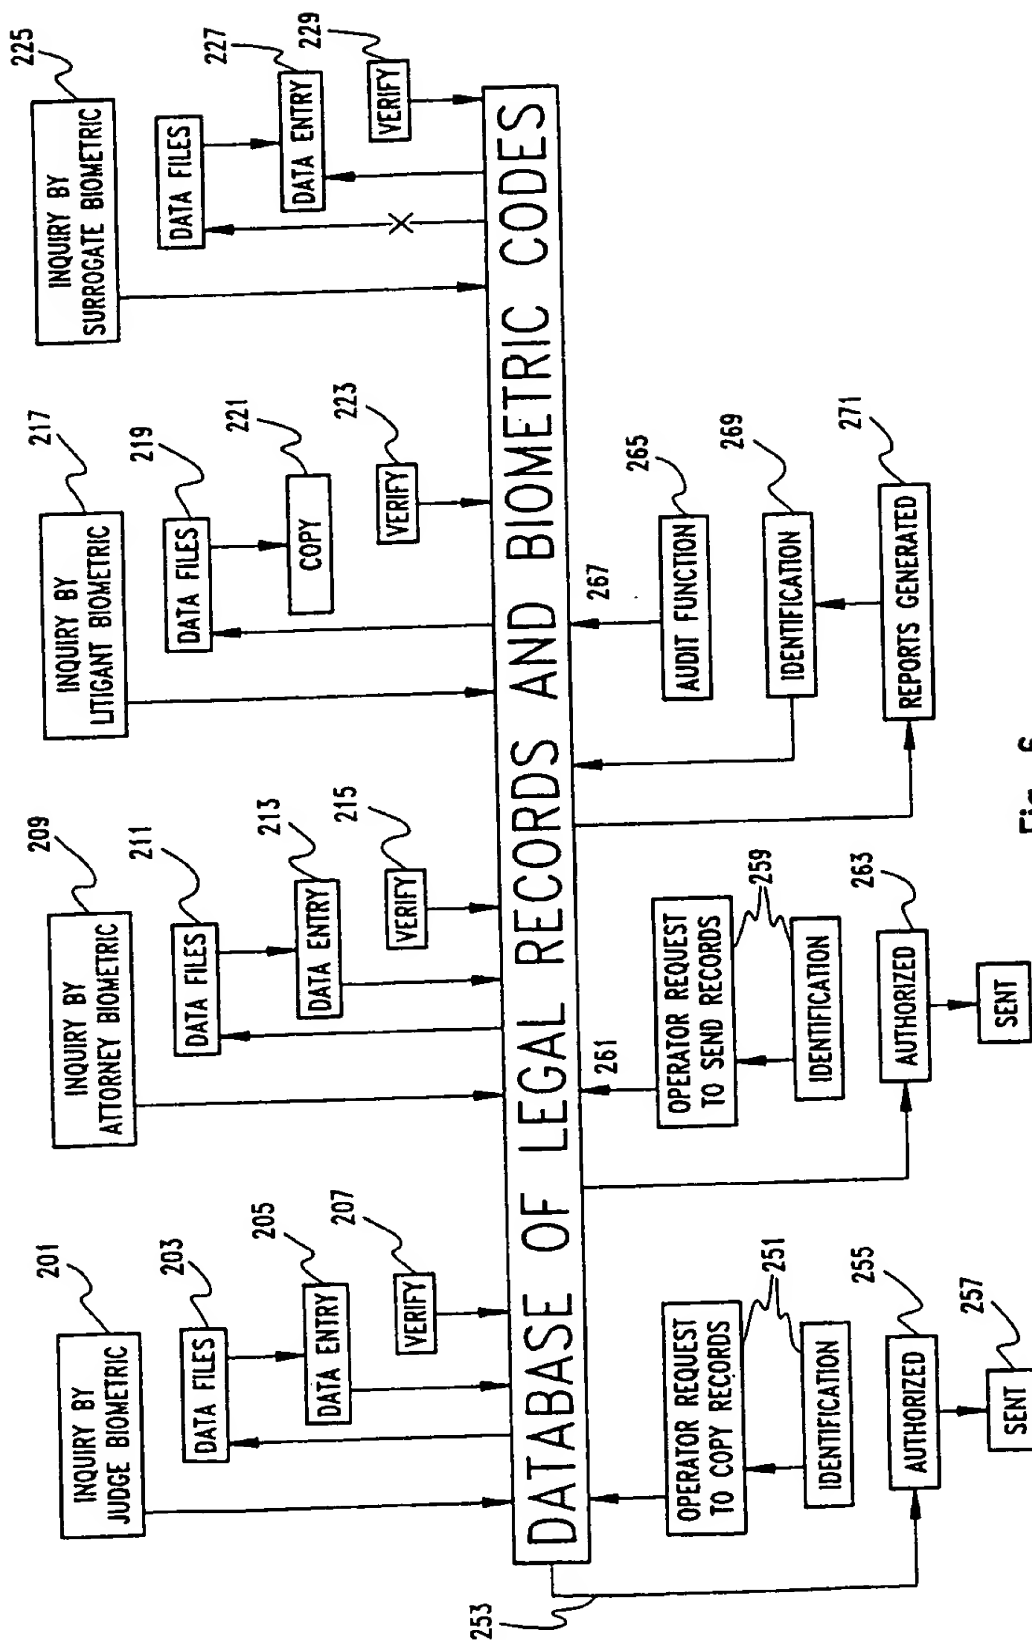 201
INQUIRY BY
JUDGE BIOMETRIC
203
DATA FILES
205
DATA ENTRY
207
VERIFY
209
INQUIRY BY
ATTORNEY BIOMETRIC
211
DATA FILES
213
DATA ENTRY
215
VERIFY
217
INQUIRY BY
LITIGANT BIOMETRIC
219
DATA FILES
221
COPY
223
VERIFY
225
INQUIRY BY
SURROGATE BIOMETRIC
DATA FILES
227
DATA ENTRY
229
VERIFY
DATABASE OF LEGAL RECORDS AND BIOMETRIC CODES
253
OPERATOR REQUEST
TO COPY RECORDS
251
IDENTIFICATION
255
AUTHORIZED
257
SENT
261
OPERATOR REQUEST
TO SEND RECORDS
259
IDENTIFICATION
263
AUTHORIZED
SENT
267
265
AUDIT FUNCTION
269
IDENTIFICATION
271
REPORTS GENERATED
Fig. 6